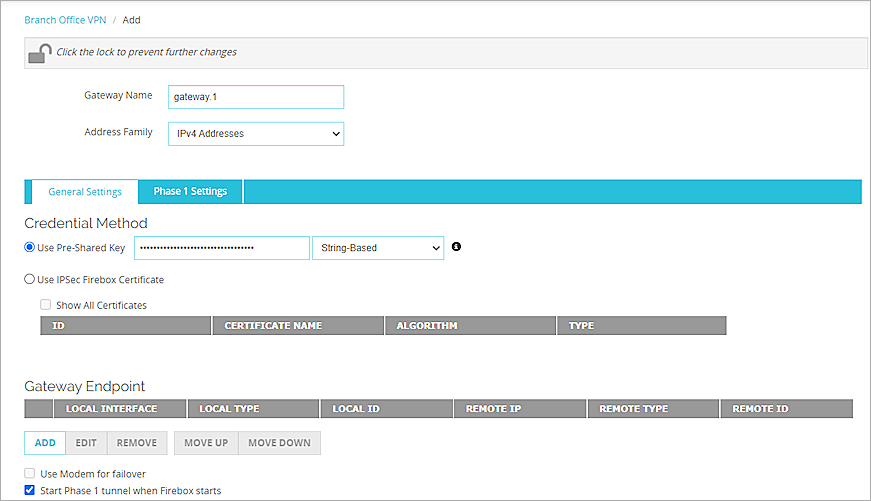 Branch Office VPN / Add
Click the lock to prevent further changes
Gateway Name gateway.1
Address Family IPv4 Addresses
General Settings Phase 1 Settings
Credential Method
Use Pre-Shared Key •••••••••••••••••••••••••••••••••• String-Based
Use IPSec Firebox Certificate
Show All Certificates
ID CERTIFICATE NAME ALGORITHM TYPE
Gateway Endpoint
LOCAL INTERFACE LOCAL TYPE LOCAL ID REMOTE IP REMOTE TYPE REMOTE ID
ADD EDIT REMOVE MOVE UP MOVE DOWN
Use Modem for failover
Start Phase 1 tunnel when Firebox starts